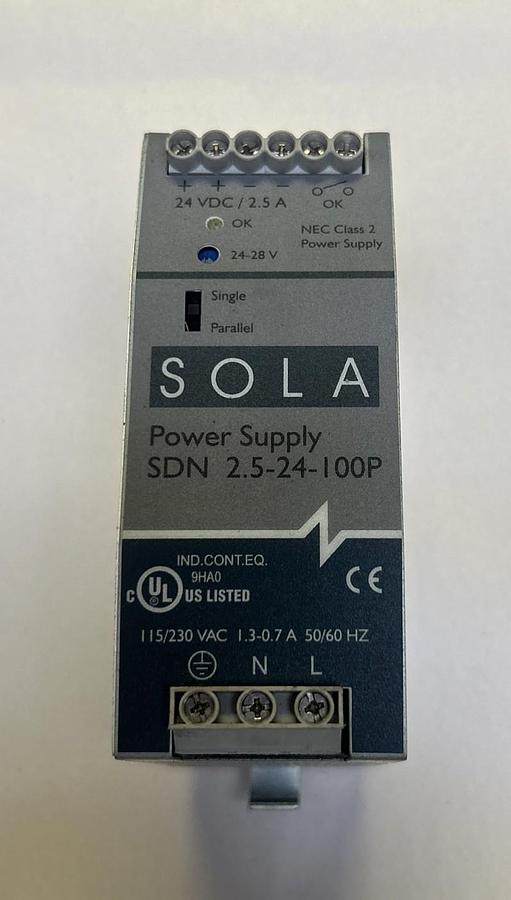 + + − −
24 VDC / 2.5 A
OK
OK
NEC Class 2
Power Supply
24-28 V
Single
Parallel
SOLA
Power Supply
SDN 2.5-24-100P
IND.CONT.EQ.
9HA0
C UL US LISTED
CE
115/230 VAC 1.3-0.7 A 50/60 HZ
N L